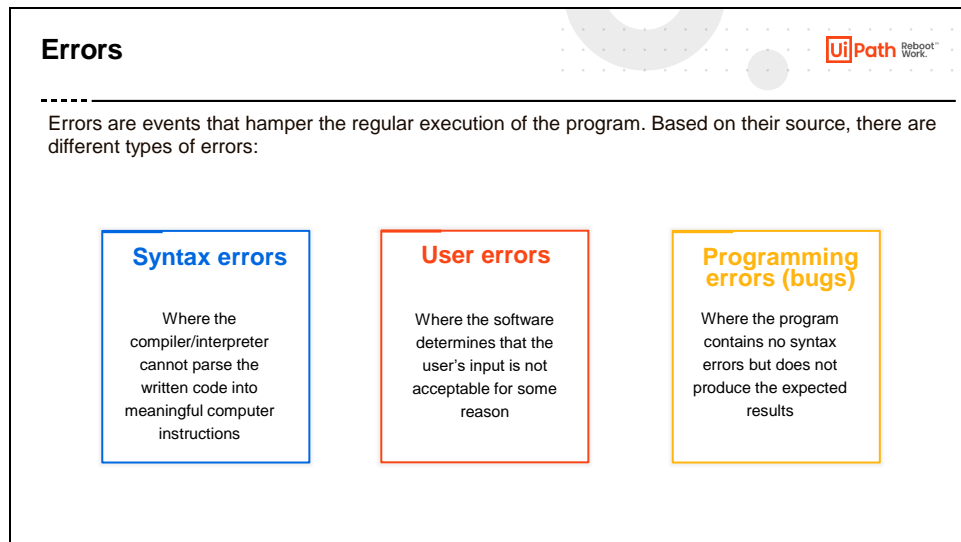 Errors
UiPath Reboot™
Work.
Errors are events that hamper the regular execution of the program. Based on their source, there are
different types of errors:
Syntax errors
Where the
compiler/interpreter
cannot parse the
written code into
meaningful computer
instructions
User errors
Where the software
determines that the
user’s input is not
acceptable for some
reason
Programming
errors (bugs)
Where the program
contains no syntax
errors but does not
produce the expected
results